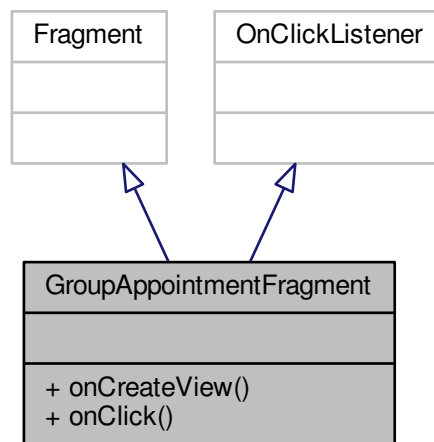 Fragment
OnClickListener
GroupAppointmentFragment
+ onCreateView()
+ onClick()